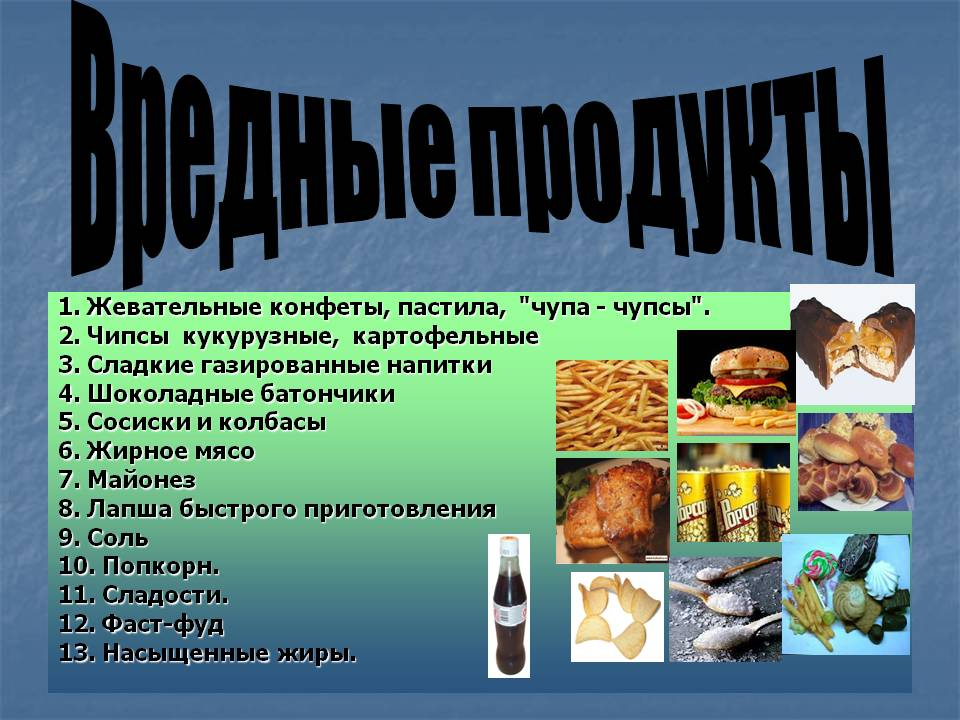 Вредные продукты
1. Жевательные конфеты, пастила, "чупа - чупсы".
2. Чипсы кукурузные, картофельные
3. Сладкие газированные напитки
4. Шоколадные батончики
5. Сосиски и колбасы
6. Жирное мясо
7. Майонез
8. Лапша быстрого приготовления
9. Соль
10. Попкорн.
11. Сладости.
12. Фаст-фуд
13. Насыщенные жиры.
POPCORN
POPCORN